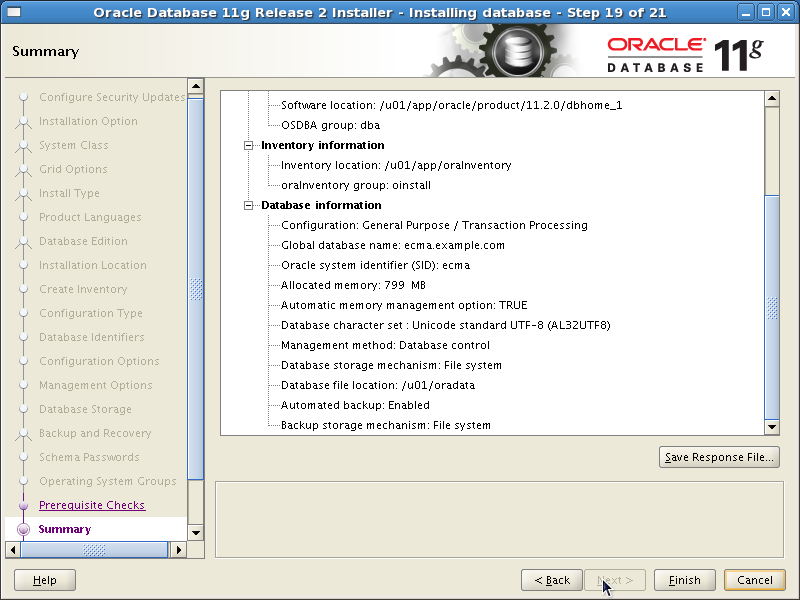 Oracle Database 11g Release 2 Installer - Installing database - Step 19 of 21
Summary
ORACLE
DATABASE
11g
Configure Security Updates
Installation Option
System Class
Grid Options
Install Type
Product Languages
Database Edition
Installation Location
Create Inventory
Configuration Type
Database Identifiers
Configuration Options
Management Options
Database Storage
Backup and Recovery
Schema Passwords
Operating System Groups
Prerequisite Checks
Summary
Software location: /u01/app/oracle/product/11.2.0/dbhome_1
OSDBA group: dba
Inventory information
Inventory location: /u01/app/oraInventory
oraInventory group: oinstall
Database information
Configuration: General Purpose / Transaction Processing
Global database name: ecma.example.com
Oracle system identifier (SID): ecma
Allocated memory: 799 MB
Automatic memory management option: TRUE
Database character set : Unicode standard UTF-8 (AL32UTF8)
Management method: Database control
Database storage mechanism: File system
Database file location: /u01/oradata
Automated backup: Enabled
Backup storage mechanism: File system
Save Response File...
Help
< Back
Next >
Finish
Cancel